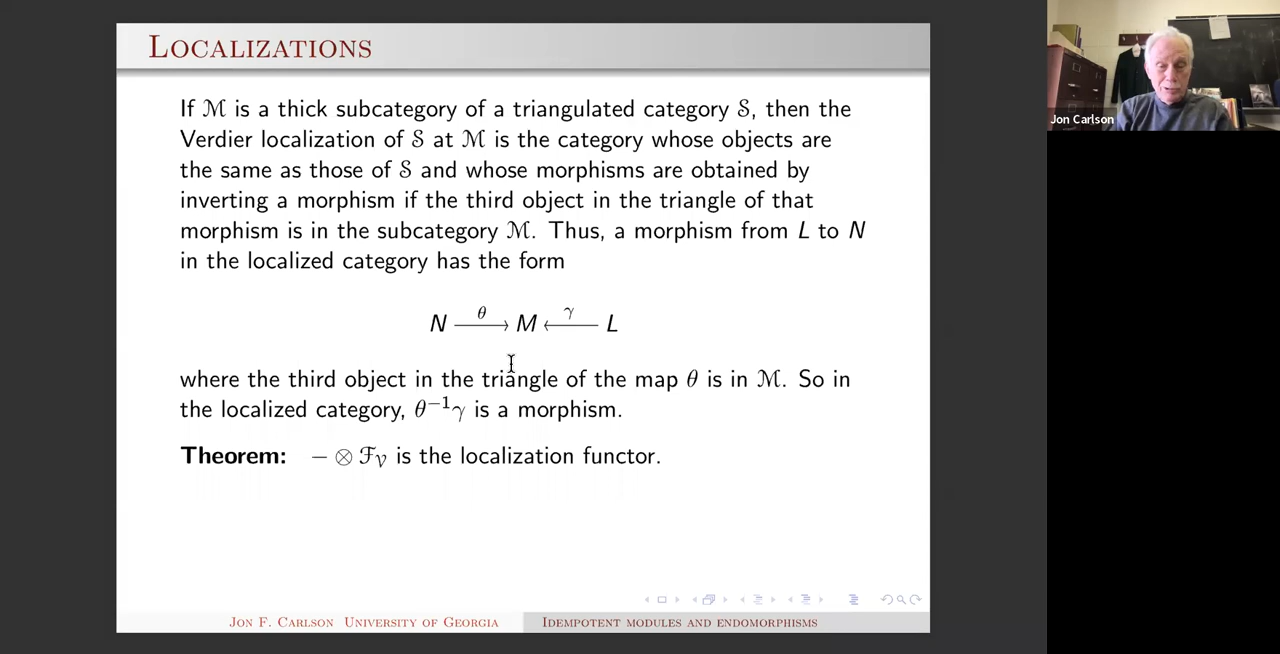 LOCALIZATIONS
If ℳ is a thick subcategory of a triangulated category 𝒮, then the
Verdier localization of 𝒮 at ℳ is the category whose objects are
the same as those of 𝒮 and whose morphisms are obtained by
inverting a morphism if the third object in the triangle of that
morphism is in the subcategory ℳ. Thus, a morphism from L to N
in the localized category has the form
N —θ→ M ←γ— L
where the third object in the triangle of the map θ is in ℳ. So in
the localized category, θ⁻¹γ is a morphism.
Theorem: − ⊗ ℱ_𝒱 is the localization functor.
JON F. CARLSON UNIVERSITY OF GEORGIA
IDEMPOTENT MODULES AND ENDOMORPHISMS
Jon Carlson